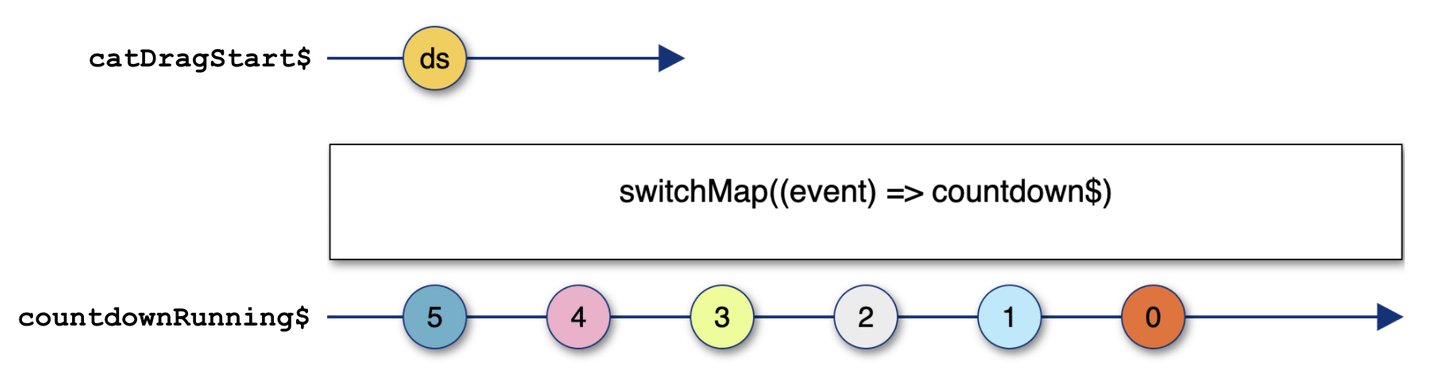 catDragStart$ ds
switchMap((event) => countdown$)
countdownRunning$ 5 4 3 2 1 0